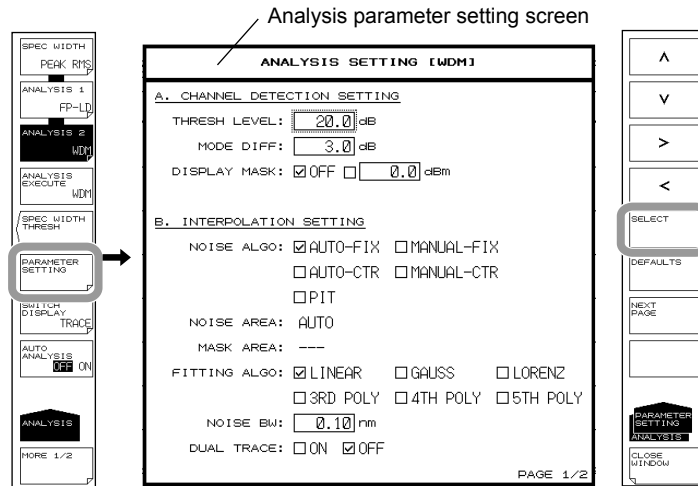 Analysis parameter setting screen
SPEC WIDTH
PEAK RMS
ANALYSIS 1
FP-LD
ANALYSIS 2
WDM
ANALYSIS
EXECUTE
WDM
SPEC WIDTH
THRESH
PARAMETER
SETTING
SWITCH
DISPLAY
TRACE
AUTO
ANALYSIS
OFF ON
ANALYSIS
MORE 1/2
ANALYSIS SETTING [WDM]
A. CHANNEL DETECTION SETTING
THRESH LEVEL: 20.0 dB
MODE DIFF: 3.0 dB
DISPLAY MASK: ☑OFF ☐ 0.0 dBm
B. INTERPOLATION SETTING
NOISE ALGO: ☑AUTO-FIX ☐MANUAL-FIX
☐AUTO-CTR ☐MANUAL-CTR
☐PIT
NOISE AREA: AUTO
MASK AREA: ---
FITTING ALGO: ☑LINEAR ☐GAUSS ☐LORENZ
☐3RD POLY ☐4TH POLY ☐5TH POLY
NOISE BW: 0.10 nm
DUAL TRACE: ☐ON ☑OFF
PAGE 1/2
SELECT
DEFAULTS
NEXT
PAGE
PARAMETER
SETTING
ANALYSIS
CLOSE
WINDOW